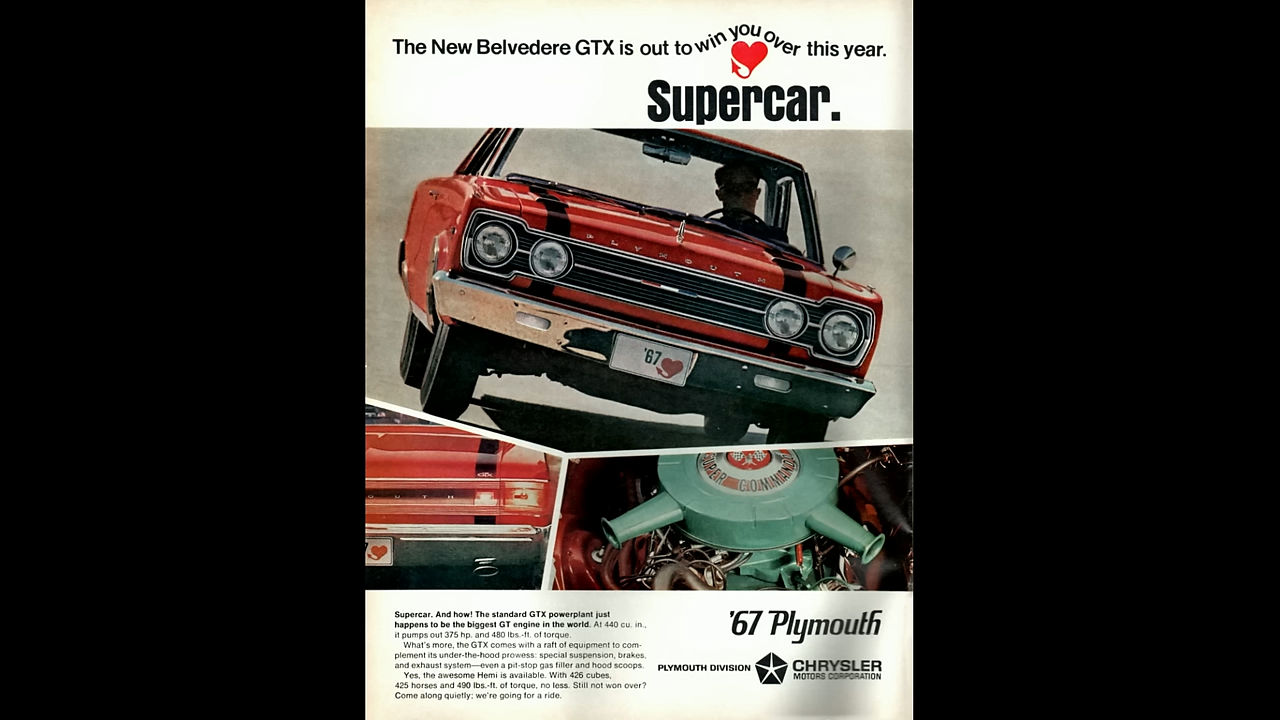 The New Belvedere GTX is out to win you over this year.
Supercar.
PLYMOUTH
'67
GTX
OUTH
7
SUPER COMMANDO
Supercar. And how! The standard GTX powerplant just
happens to be the biggest GT engine in the world. At 440 cu. in.,
it pumps out 375 hp. and 480 lbs.-ft. of torque.
What's more, the GTX comes with a raft of equipment to com-
plement its under-the-hood prowess: special suspension, brakes,
and exhaust system—even a pit-stop gas filler and hood scoops.
Yes, the awesome Hemi is available. With 426 cubes,
425 horses and 490 lbs.-ft. of torque, no less. Still not won over?
Come along quietly; we're going for a ride.
'67 Plymouth
PLYMOUTH DIVISION CHRYSLER
MOTORS CORPORATION